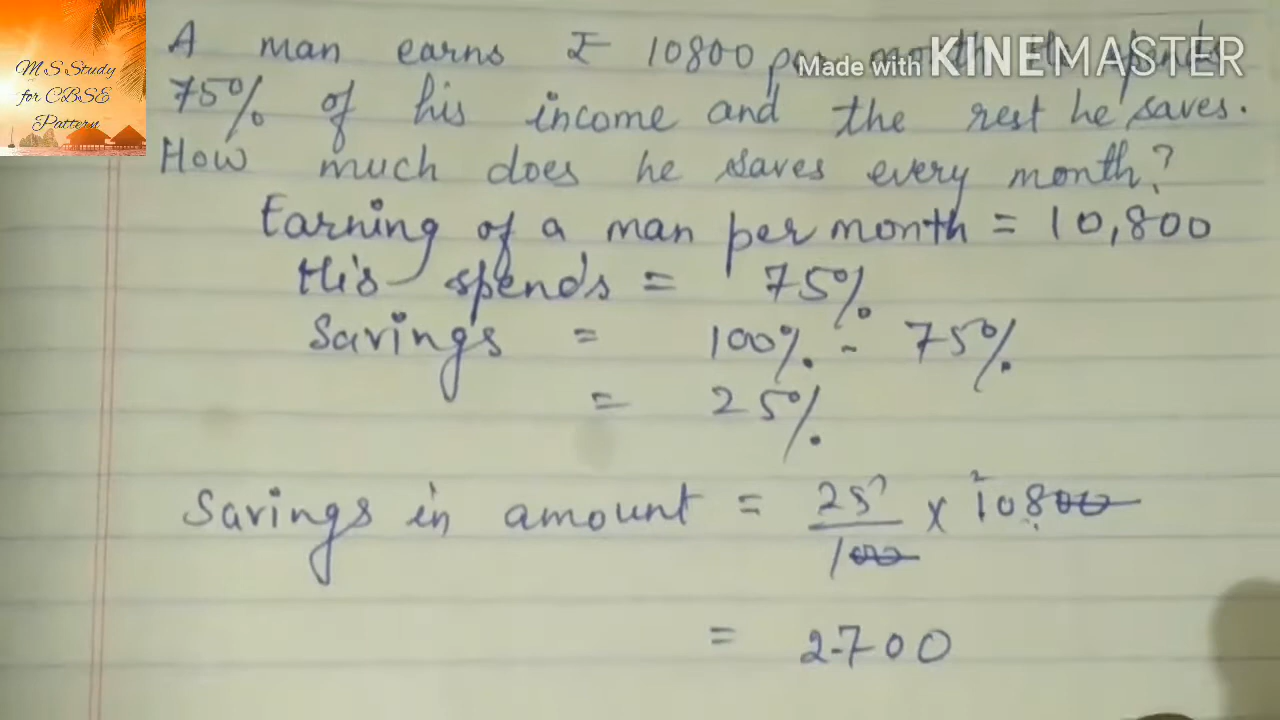 M S Study
for CBSE
Pattern
Made with KINEMASTER
A man earns ₹ 10800 per month
75% of his income and the rest he saves.
How much does he saves every month?
Earning of a man per month = 10,800
His spends = 75%
Savings = 100% - 75%
= 25%
Savings in amount = 25/100 x 10800
= 2700